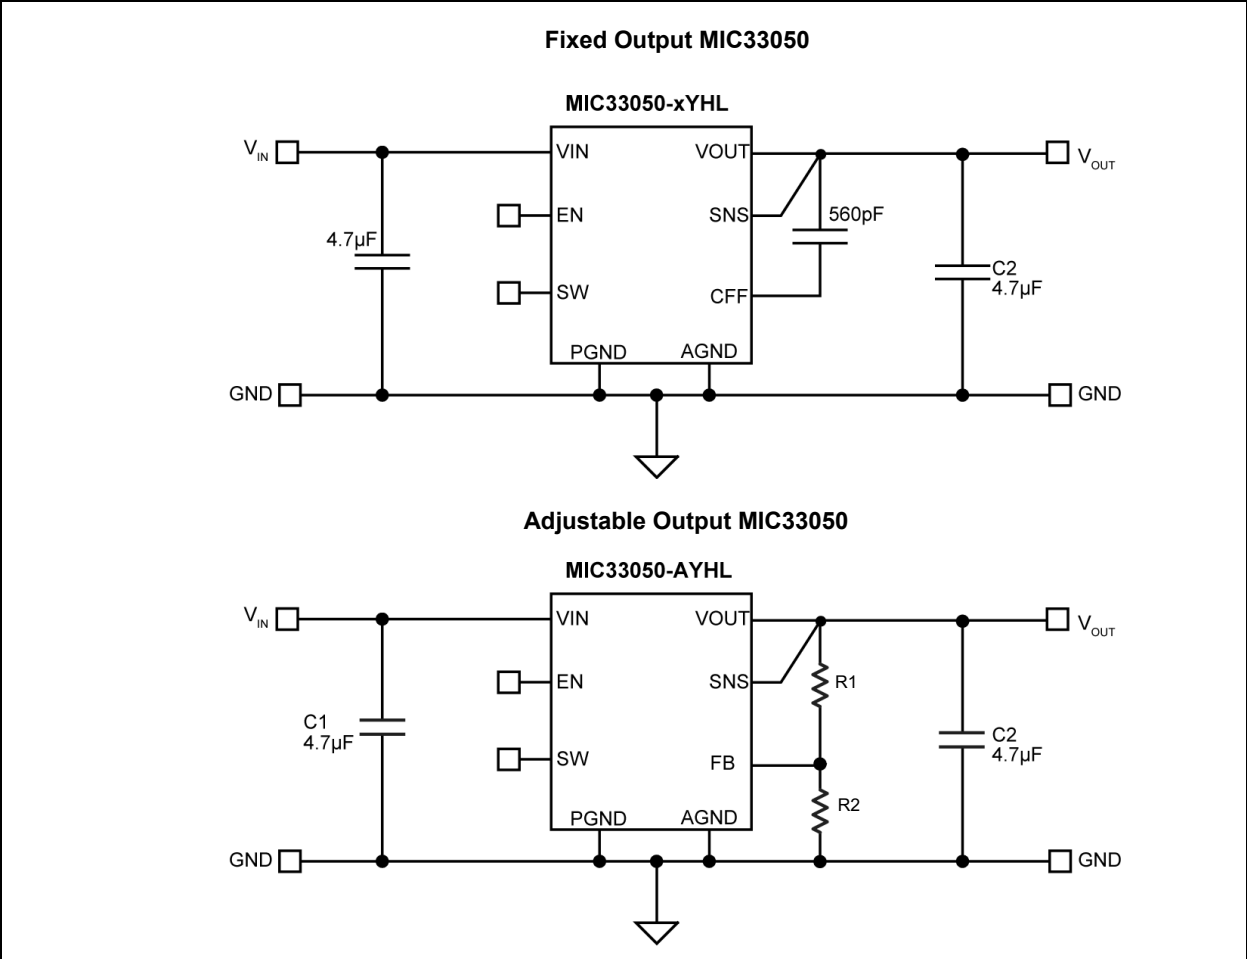 Fixed Output MIC33050
MIC33050-xYHL
VIN
VIN
VOUT
VOUT
EN
SNS
560pF
4.7µF
C2
4.7µF
SW
CFF
PGND
AGND
GND
GND
Adjustable Output MIC33050
MIC33050-AYHL
VIN
VIN
VOUT
VOUT
EN
SNS
R1
C1
4.7µF
C2
4.7µF
SW
FB
R2
PGND
AGND
GND
GND